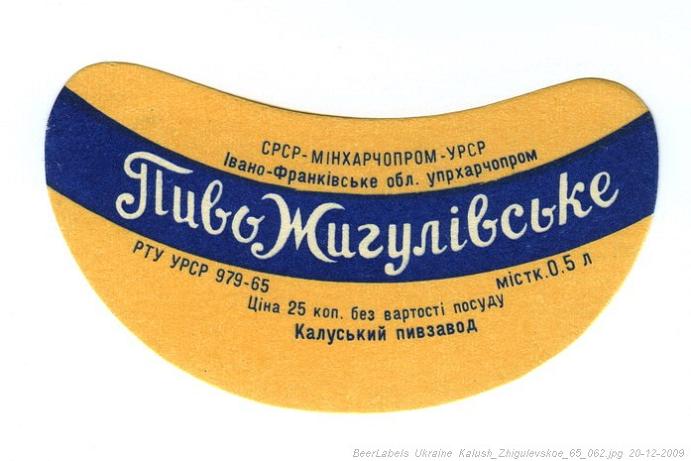 СРСР-МІНХАРЧОПРОМ-УРСР
Івано-Франківське обл. упрхарчопром
Пиво Жигулівське
РТУ УРСР 979-65
містк.0.5 л
Ціна 25 коп. без вартості посуду
Калуський пивзавод
BeerLabels Ukraine Kalush_Zhigulevskoe_65_062.jpg 20-12-2009